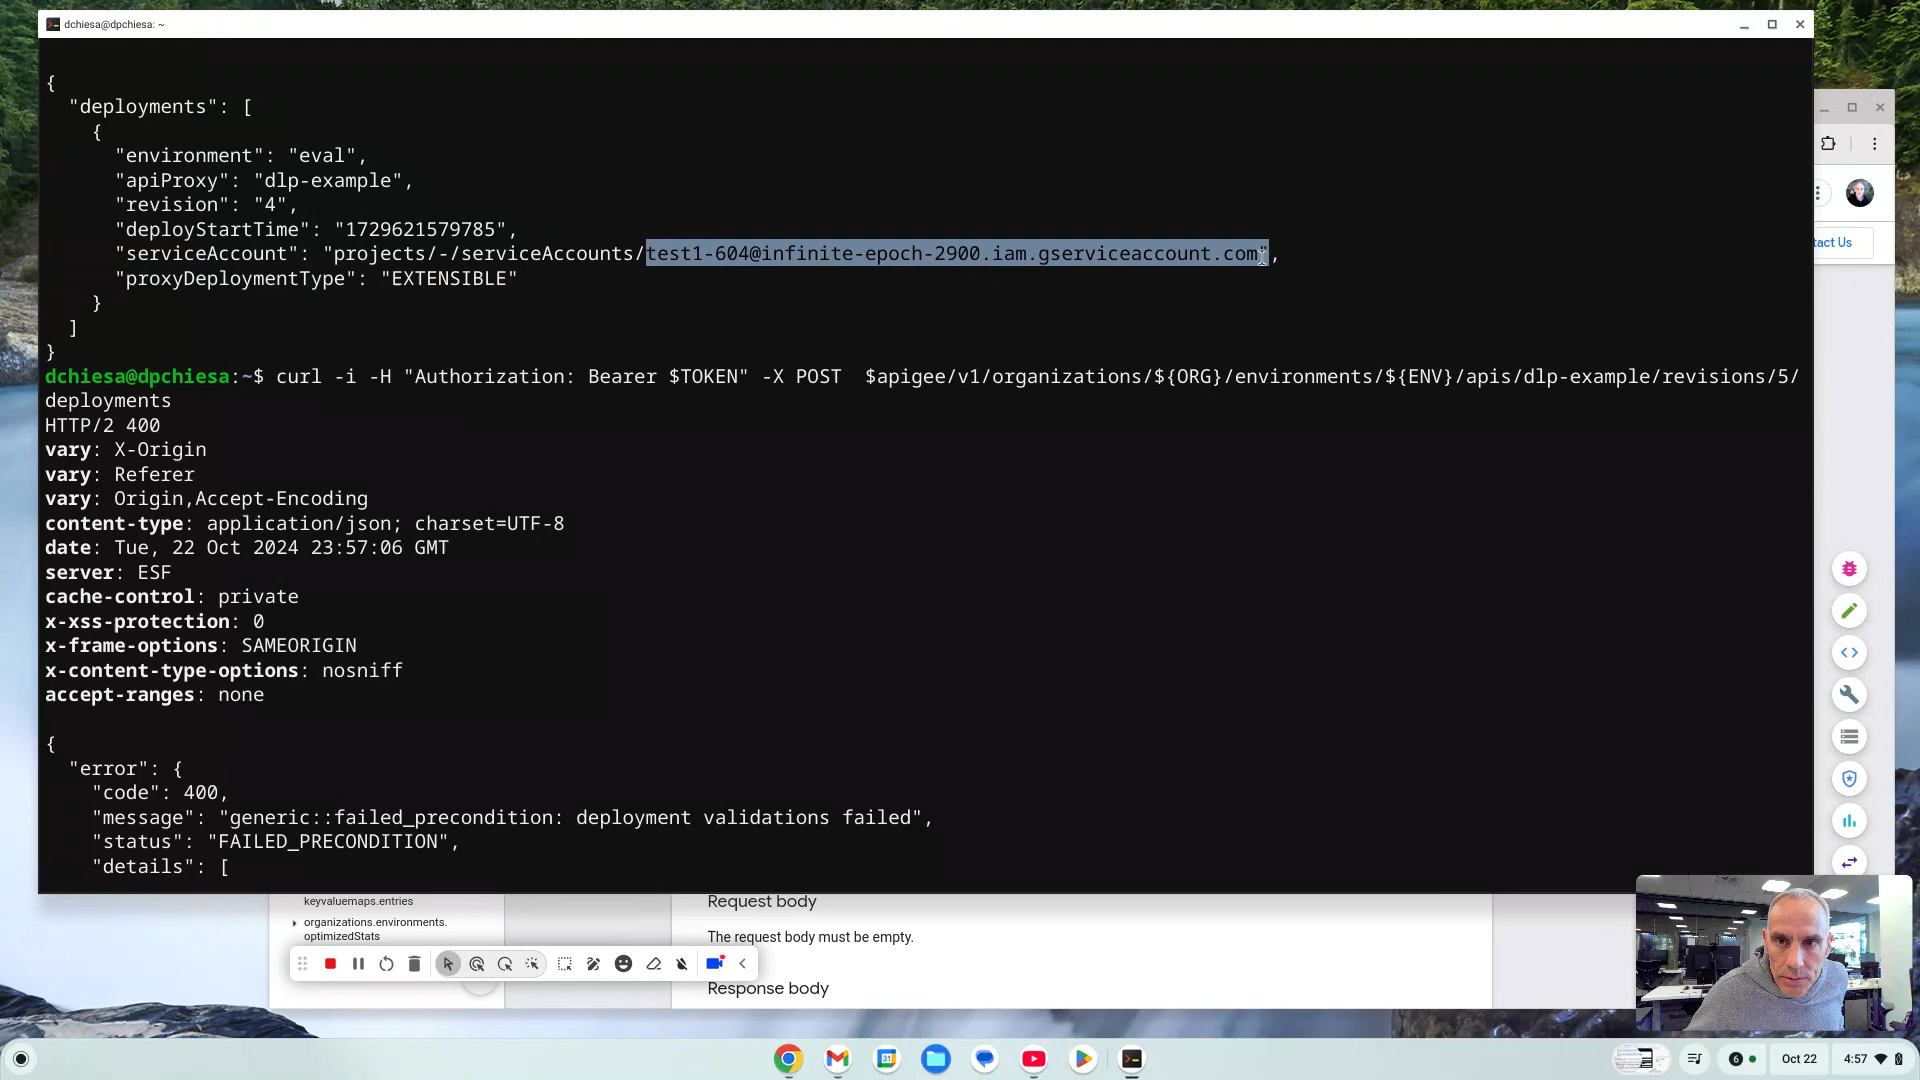 dchiesa@dpchiesa: ~
{
"deployments": [
{
"environment": "eval",
"apiProxy": "dlp-example",
"revision": "4",
"deployStartTime": "1729621579785",
"serviceAccount": "projects/-/serviceAccounts/test1-604@infinite-epoch-2900.iam.gserviceaccount.com",
"proxyDeploymentType": "EXTENSIBLE"
}
]
}
dchiesa@dpchiesa:~$ curl -i -H "Authorization: Bearer $TOKEN" -X POST  $apigee/v1/organizations/${ORG}/environments/${ENV}/apis/dlp-example/revisions/5/
deployments
HTTP/2 400
vary: X-Origin
vary: Referer
vary: Origin,Accept-Encoding
content-type: application/json; charset=UTF-8
date: Tue, 22 Oct 2024 23:57:06 GMT
server: ESF
cache-control: private
x-xss-protection: 0
x-frame-options: SAMEORIGIN
x-content-type-options: nosniff
accept-ranges: none
{
"error": {
"code": 400,
"message": "generic::failed_precondition: deployment validations failed",
"status": "FAILED_PRECONDITION",
"details": [
tact Us
keyvaluemaps.entries
organizations.environments.
optimizedStats
Request body
The request body must be empty.
Response body
31
6
Oct 22
4:57